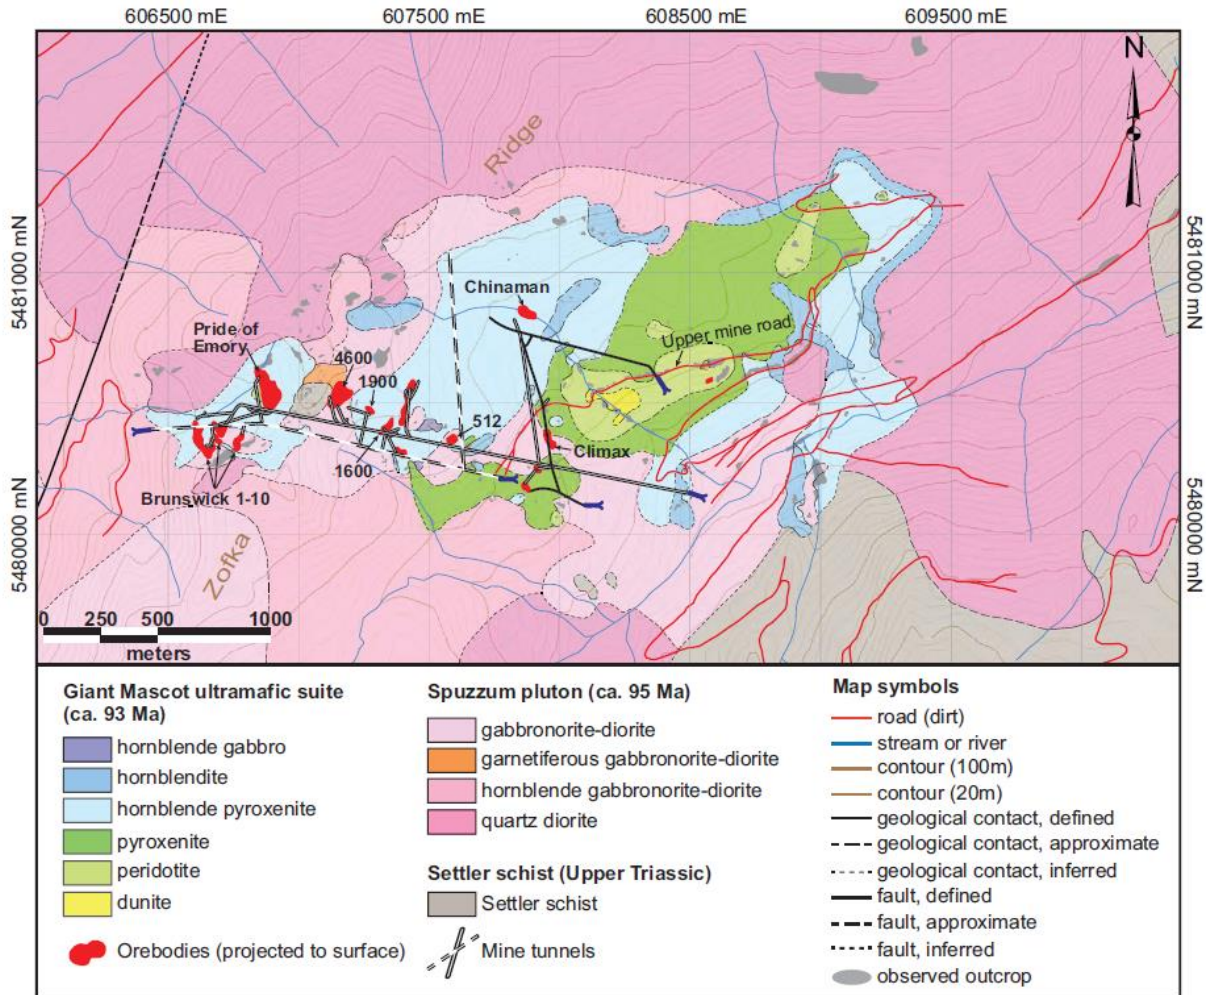 606500 mE
607500 mE
608500 mE
609500 mE
N
Ridge
5481000 mN
5481000 mN
Chinaman
Pride of
Emory
Upper mine road
4600
1900
512
Climax
1600
Brunswick 1-10
5480000 mN
5480000 mN
Zofka
0 250 500 1000
meters
Giant Mascot ultramafic suite
(ca. 93 Ma)
hornblende gabbro
hornblendite
hornblende pyroxenite
pyroxenite
peridotite
dunite
Orebodies (projected to surface)
Spuzzum pluton (ca. 95 Ma)
gabbronorite-diorite
garnetiferous gabbronorite-diorite
hornblende gabbronorite-diorite
quartz diorite
Settler schist (Upper Triassic)
Settler schist
Mine tunnels
Map symbols
road (dirt)
stream or river
contour (100m)
contour (20m)
geological contact, defined
geological contact, approximate
geological contact, inferred
fault, defined
fault, approximate
fault, inferred
observed outcrop